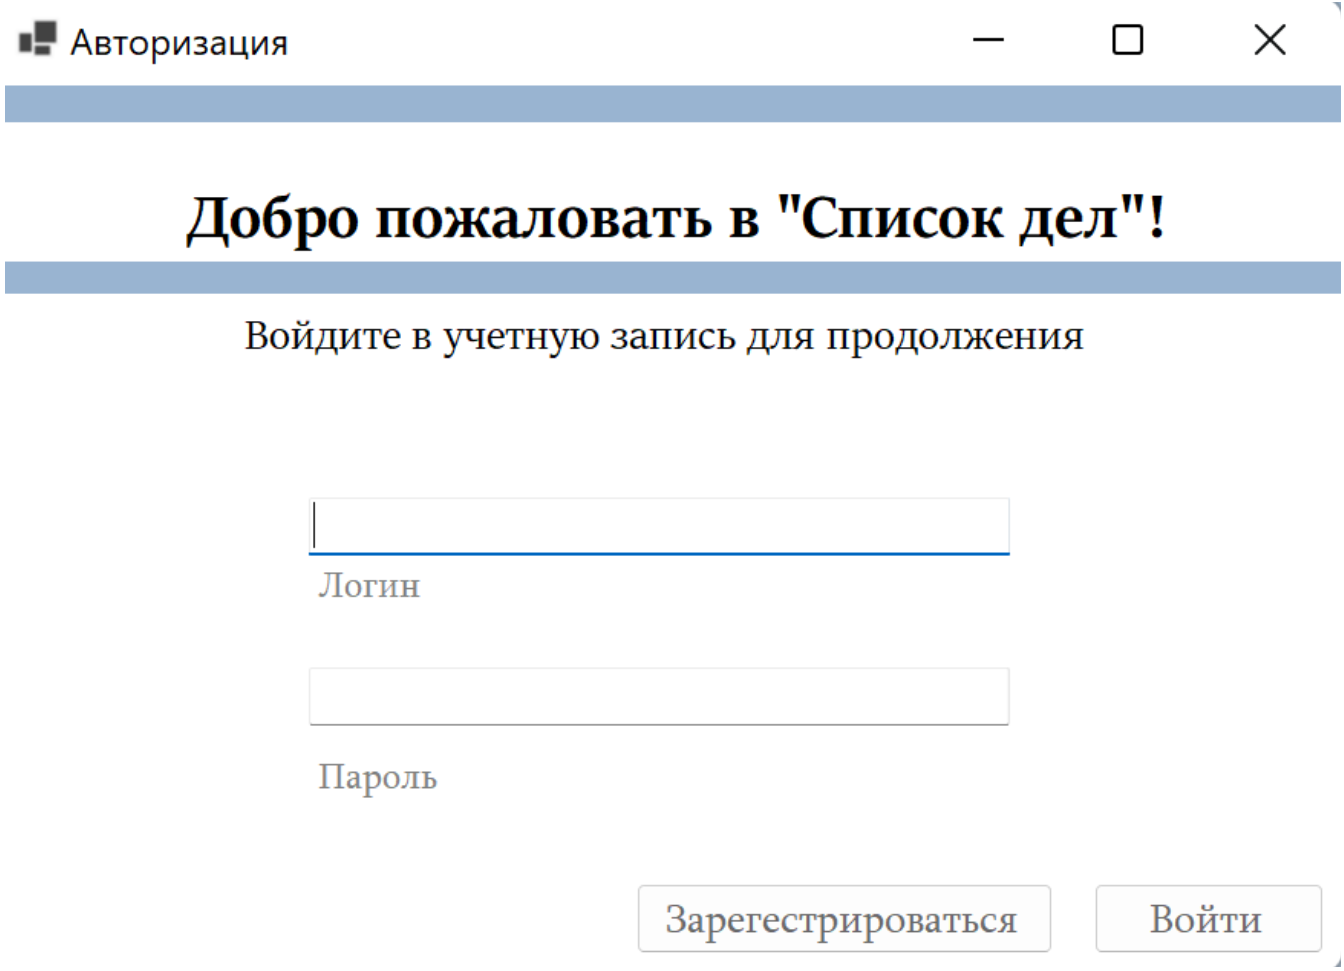 Авторизация
Добро пожаловать в "Список дел"!
Войдите в учетную запись для продолжения
Логин
Пароль
Зарегестрироваться Войти